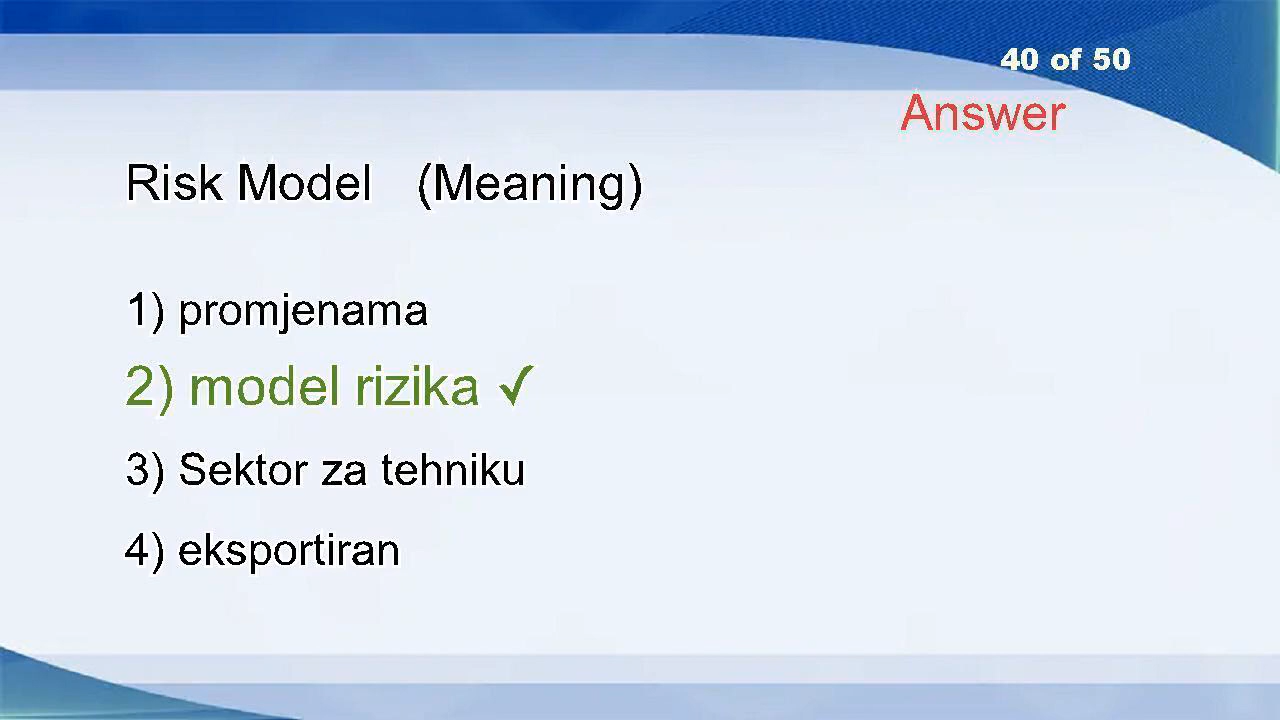 40 of 50
Answer
Risk Model (Meaning)
1) promjenama
2) model rizika ✓
3) Sektor za tehniku
4) eksportiran